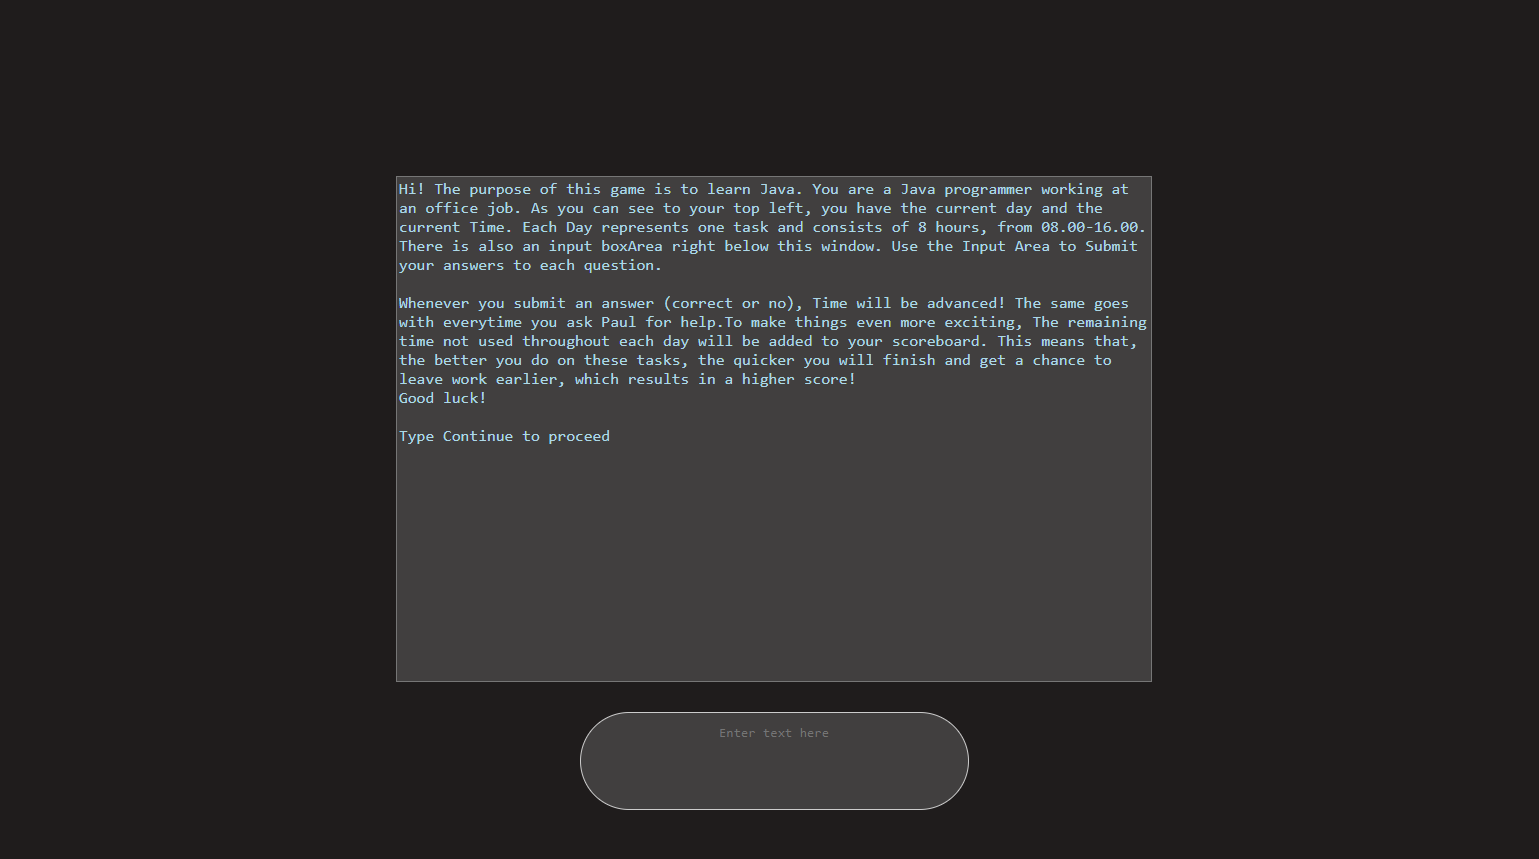 Hi! The purpose of this game is to learn Java. You are a Java programmer working at
an office job. As you can see to your top left, you have the current day and the
current Time. Each Day represents one task and consists of 8 hours, from 08.00-16.00.
There is also an input boxArea right below this window. Use the Input Area to Submit
your answers to each question.
Whenever you submit an answer (correct or no), Time will be advanced! The same goes
with everytime you ask Paul for help.To make things even more exciting, The remaining
time not used throughout each day will be added to your scoreboard. This means that,
the better you do on these tasks, the quicker you will finish and get a chance to
leave work earlier, which results in a higher score!
Good luck!
Type Continue to proceed
Enter text here